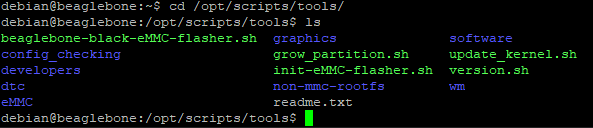 debian@beaglebone:~$ cd /opt/scripts/tools/
debian@beaglebone:/opt/scripts/tools$ ls
beaglebone-black-eMMC-flasher.sh  graphics               software
config_checking                   grow_partition.sh      update_kernel.sh
developers                        init-eMMC-flasher.sh   version.sh
dtc                               non-mmc-rootfs         wm
eMMC                              readme.txt
debian@beaglebone:/opt/scripts/tools$